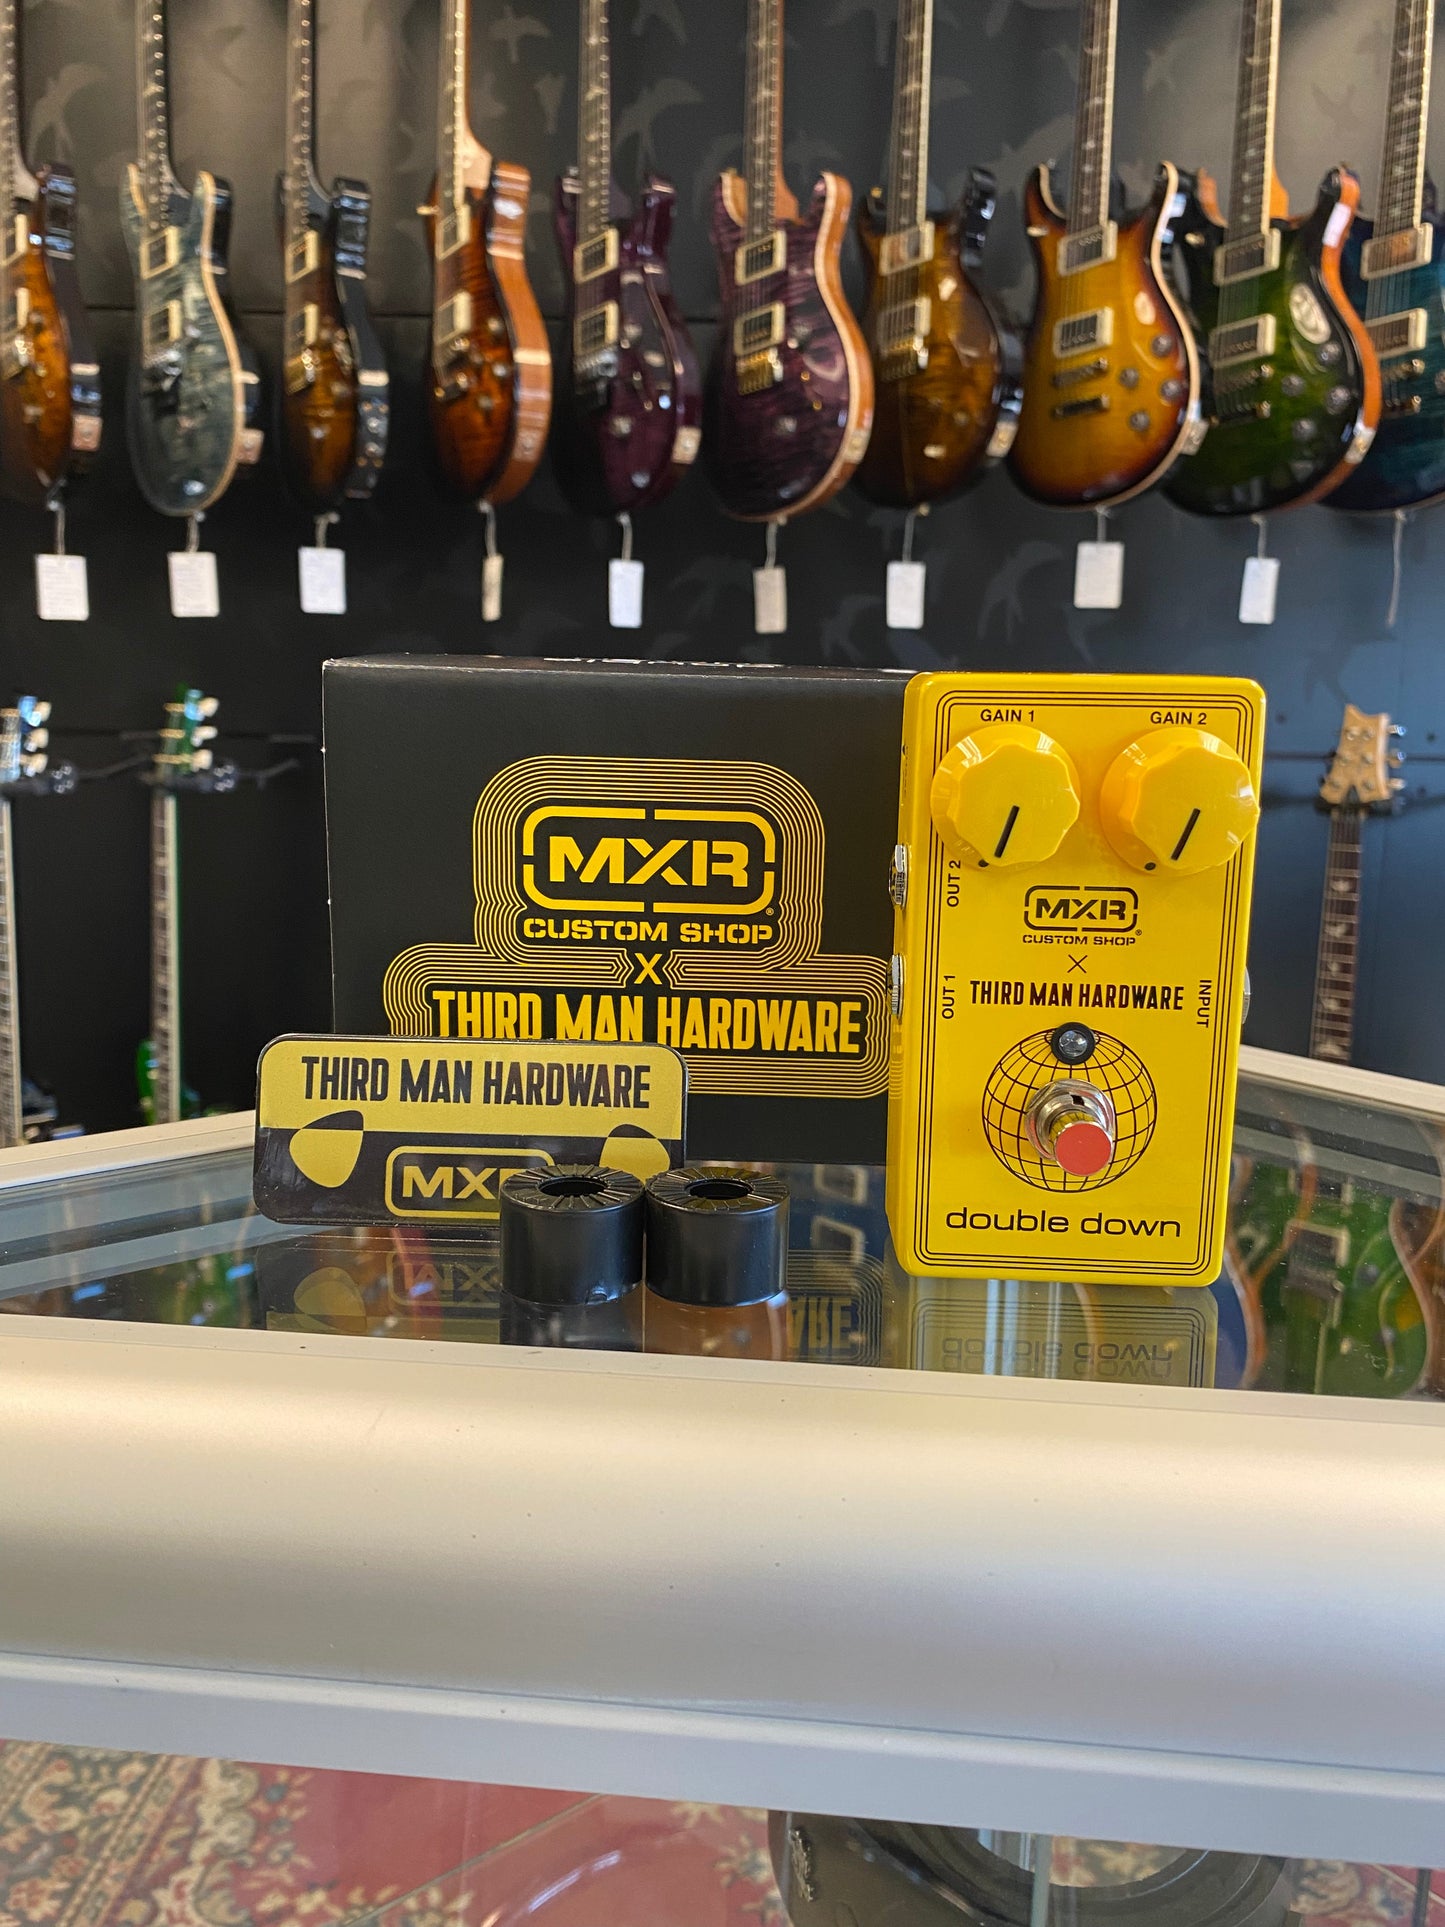 MXR®
CUSTOM SHOP
X
THIRD MAN HARDWARE
THIRD MAN HARDWARE
MXR
GAIN 1
GAIN 2
OUT 2
OUT 1
INPUT
MXR®
CUSTOM SHOP
X
THIRD MAN HARDWARE
double down